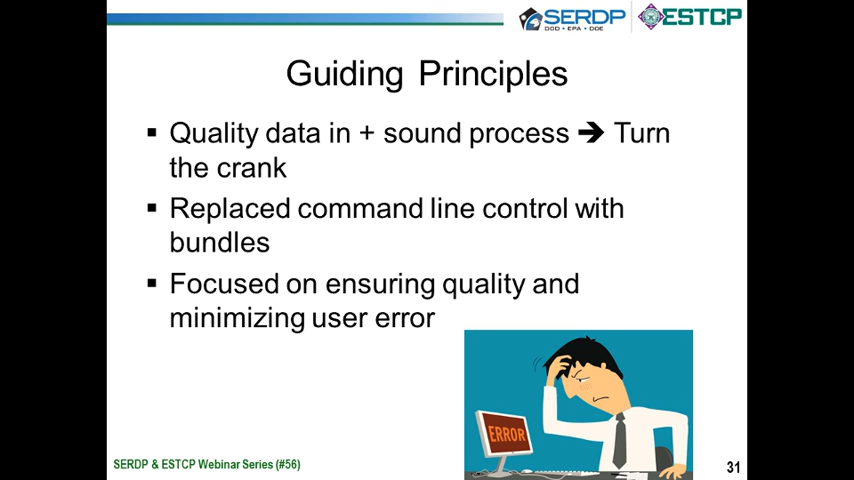 SERDP
DOD • EPA • DOE
ESTCP
Guiding Principles
▪ Quality data in + sound process ➔ Turn
the crank
▪ Replaced command line control with
bundles
▪ Focused on ensuring quality and
minimizing user error
ERROR
SERDP & ESTCP Webinar Series (#56)
31